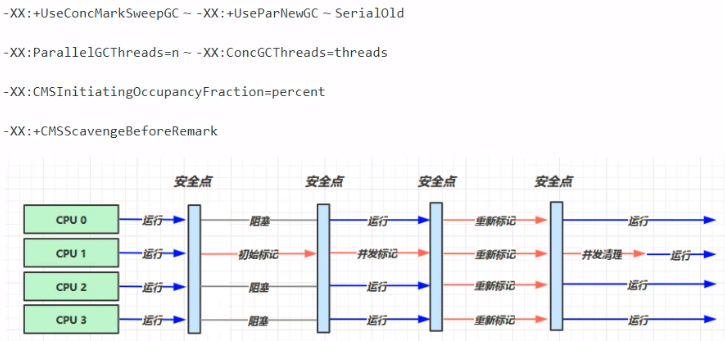 -XX:+UseConcMarkSweepGC ~ -XX:+UseParNewGC ~ SerialOld
-XX:ParallelGCThreads=n ~ -XX:ConcGCThreads=threads
-XX:CMSInitiatingOccupancyFraction=percent
-XX:+CMSScavengeBeforeRemark
安全点 安全点 安全点 安全点
CPU 0 运行 阻塞 运行 重新标记 运行
CPU 1 运行 初始标记 并发标记 重新标记 并发清理 运行
CPU 2 运行 阻塞 运行 重新标记 运行
CPU 3 运行 阻塞 运行 重新标记 运行